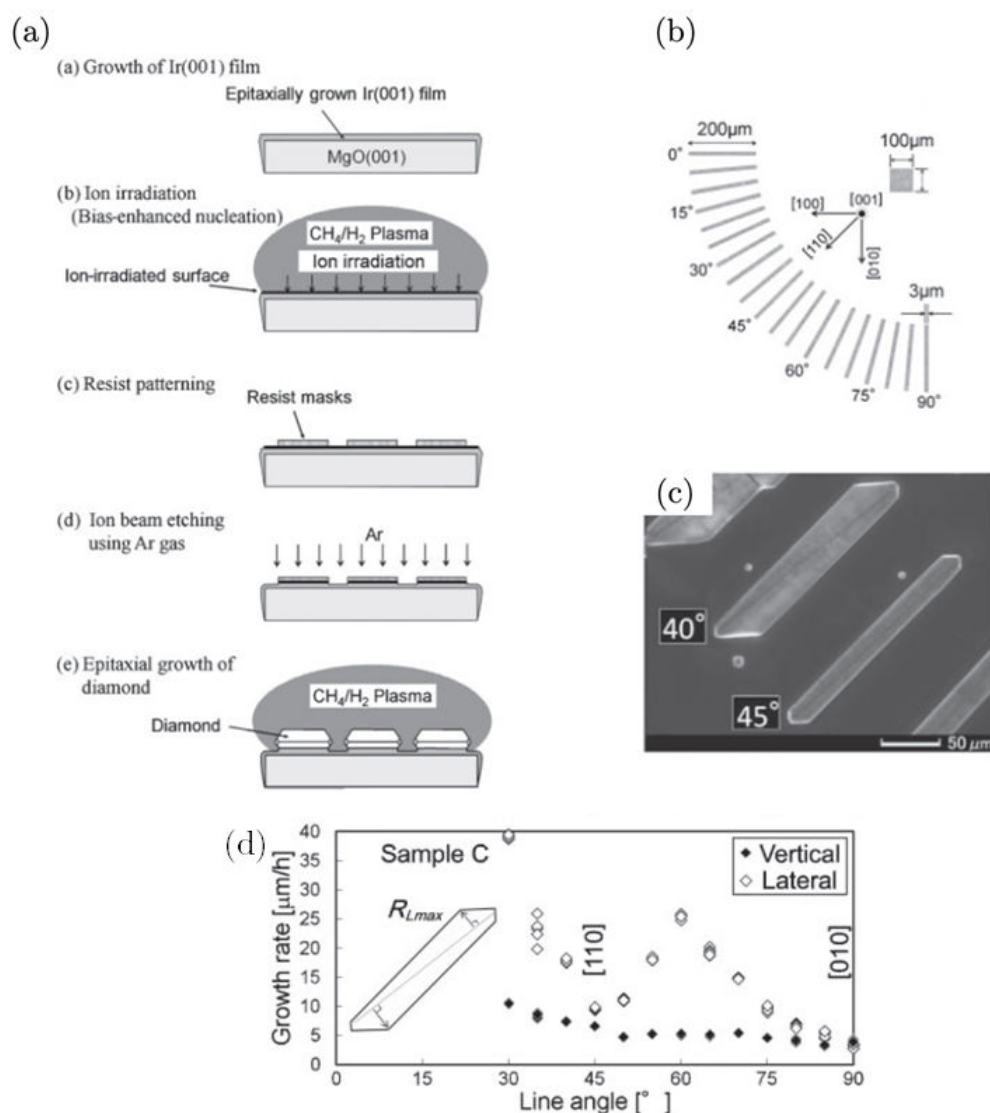 (a)
(a) Growth of Ir(001) film
Epitaxially grown Ir(001) film
MgO(001)
(b) Ion irradiation
(Bias-enhanced nucleation)
CH₄/H₂ Plasma
Ion irradiation
Ion-irradiated surface
(c) Resist patterning
Resist masks
(d) Ion beam etching
using Ar gas
Ar
(e) Epitaxial growth of
diamond
CH₄/H₂ Plasma
Diamond
(b)
200μm
100μm
0°
15°
30°
45°
60°
75°
90°
[100]
[001]
[110]
[010]
3μm
(c)
40°
45°
50 μm
(d)
Growth rate [μm/h]
40
35
30
25
20
15
10
5
0
Sample C
R_Lmax
[110]
[010]
Vertical
Lateral
0 15 30 45 60 75 90
Line angle [°]